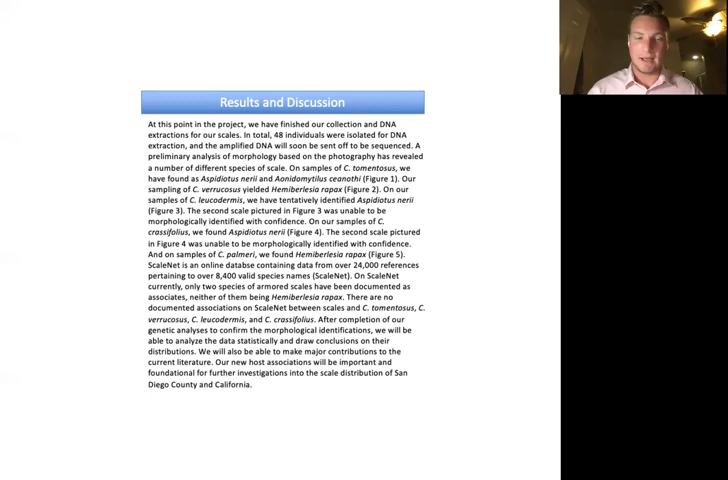 Results and Discussion
At this point in the project, we have finished our collection and DNA
extractions for our scales. In total, 48 individuals were isolated for DNA
extraction, and the amplified DNA will soon be sent off to be sequenced. A
preliminary analysis of morphology based on the photography has revealed
a number of different species of scale. On samples of C. tomentosus, we
have found as Aspidiotus nerii and Aonidomytilus ceanothi (Figure 1). Our
sampling of C. verrucosus yielded Hemiberlesia rapax (Figure 2). On our
samples of C. leucodermis, we have tentatively identified Aspidiotus nerii
(Figure 3). The second scale pictured in Figure 3 was unable to be
morphologically identified with confidence. On our samples of C.
crassifolius, we found Aspidiotus nerii (Figure 4). The second scale pictured
in Figure 4 was unable to be morphologically identified with confidence.
And on samples of C. palmeri, we found Hemiberlesia rapax (Figure 5).
ScaleNet is an online databse containing data from over 24,000 references
pertaining to over 8,400 valid species names (ScaleNet). On ScaleNet
currently, only two species of armored scales have been documented as
associates, neither of them being Hemiberlesia rapax. There are no
documented associations on ScaleNet between scales and C. tomentosus, C.
verrucosus, C. leucodermis, and C. crassifolius. After completion of our
genetic analyses to confirm the morphological identifications, we will be
able to analyze the data statistically and draw conclusions on their
distributions. We will also be able to make major contributions to the
current literature. Our new host associations will be important and
foundational for further investigations into the scale distribution of San
Diego County and California.